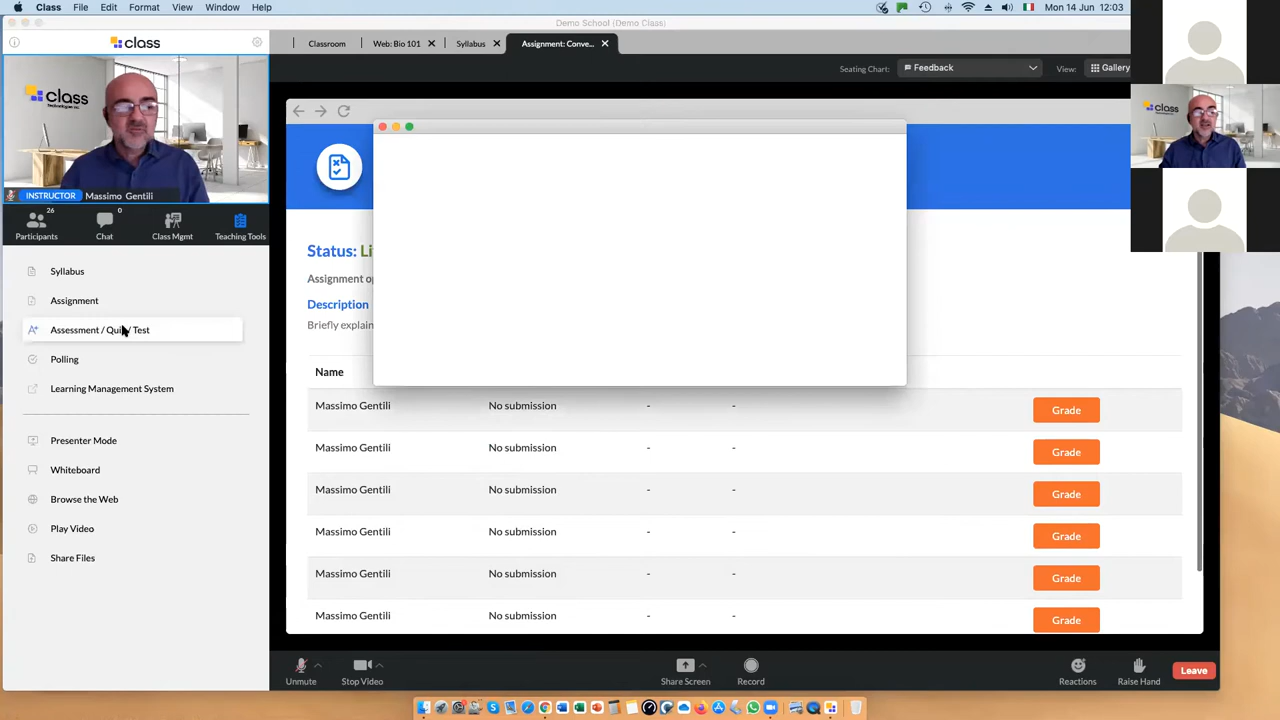 Class File Edit Format View Window Help Mon 14 Jun 12:03
Demo School (Demo Class)
class
Classroom Web: Bio 101 Syllabus Assignment: Conve...
Seating Chart: Feedback View: Gallery
class
technologies inc.
class
INSTRUCTOR Massimo Gentili
26 0
Participants Chat Class Mgmt Teaching Tools
Syllabus
Assignment
Assessment / Quiz / Test
Polling
Learning Management System
Presenter Mode
Whiteboard
Browse the Web
Play Video
Share Files
Status: Li
Assignment op
Description
Briefly explain
Name
Massimo Gentili No submission - - Grade
Massimo Gentili No submission - - Grade
Massimo Gentili No submission - - Grade
Massimo Gentili No submission - - Grade
Massimo Gentili No submission - - Grade
Massimo Gentili No submission - - Grade
Unmute Stop Video Share Screen Record Reactions Raise Hand Leave